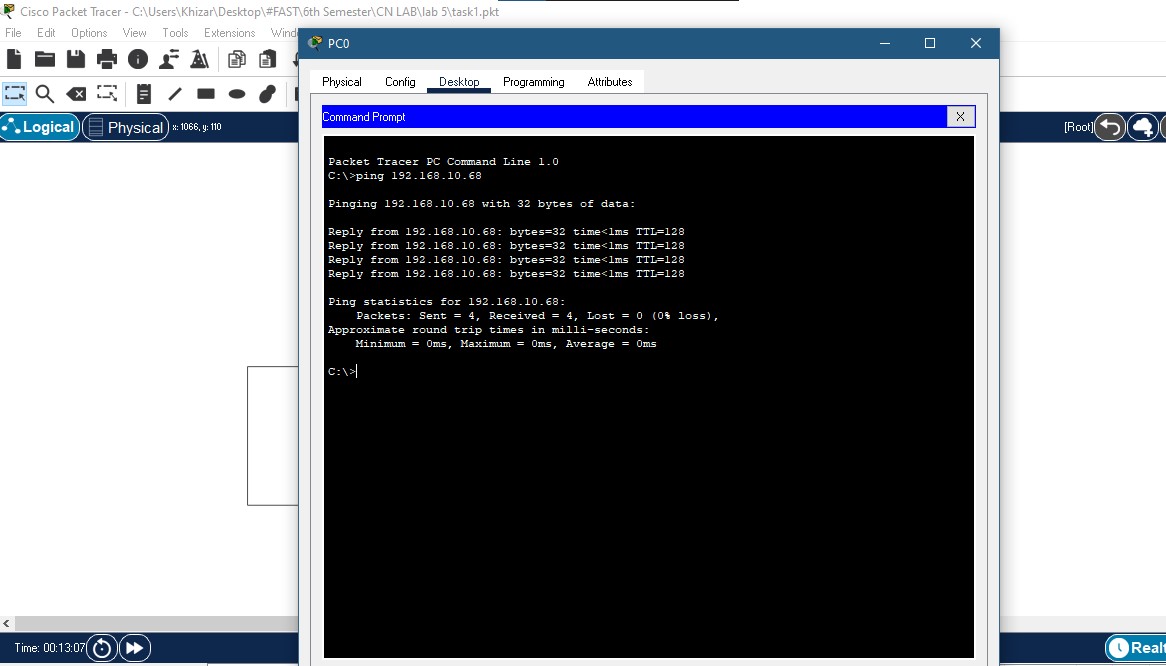 Cisco Packet Tracer - C:\Users\Khizar\Desktop\#FAST\6th Semester\CN LAB\lab 5\task1.pkt
File Edit Options View Tools Extensions
PC0
Physical Config Desktop Programming Attributes
Logical Physical x: 1066, y: 110
[Root]
Command Prompt X
Packet Tracer PC Command Line 1.0
C:\>ping 192.168.10.68
Pinging 192.168.10.68 with 32 bytes of data:
Reply from 192.168.10.68: bytes=32 time<1ms TTL=128
Reply from 192.168.10.68: bytes=32 time<1ms TTL=128
Reply from 192.168.10.68: bytes=32 time<1ms TTL=128
Reply from 192.168.10.68: bytes=32 time<1ms TTL=128
Ping statistics for 192.168.10.68:
Packets: Sent = 4, Received = 4, Lost = 0 (0% loss),
Approximate round trip times in milli-seconds:
Minimum = 0ms, Maximum = 0ms, Average = 0ms
C:\>
Time: 00:13:07